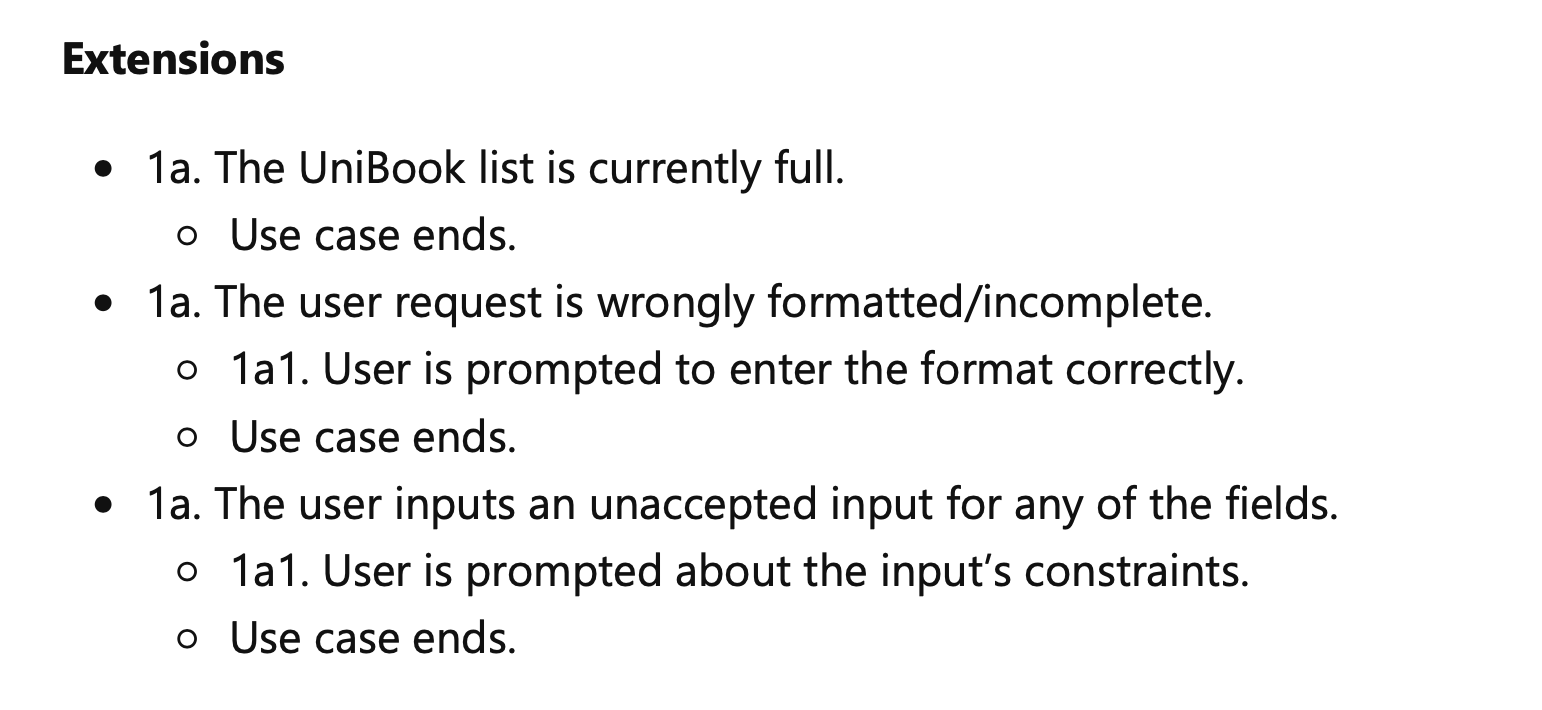 Extensions
• 1a. The UniBook list is currently full.
○ Use case ends.
• 1a. The user request is wrongly formatted/incomplete.
○ 1a1. User is prompted to enter the format correctly.
○ Use case ends.
• 1a. The user inputs an unaccepted input for any of the fields.
○ 1a1. User is prompted about the input’s constraints.
○ Use case ends.